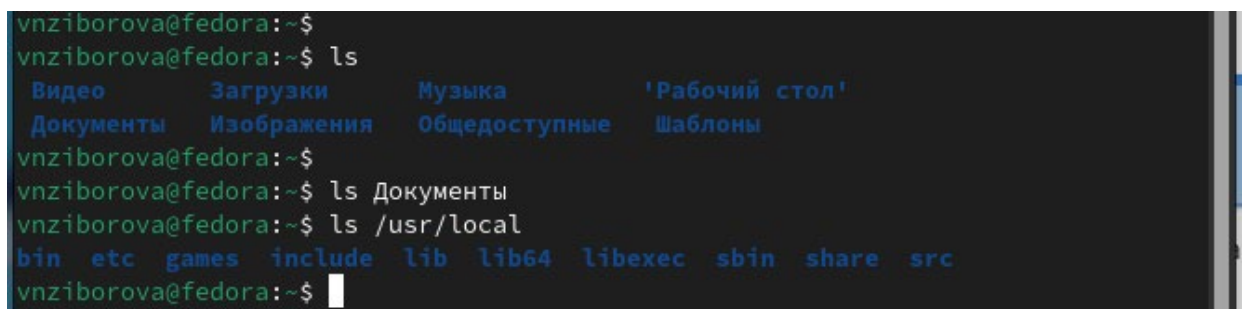 vnziborova@fedora:~$
vnziborova@fedora:~$ ls
Видео Загрузки Музыка 'Рабочий стол'
Документы Изображения Общедоступные Шаблоны
vnziborova@fedora:~$
vnziborova@fedora:~$ ls Документы
vnziborova@fedora:~$ ls /usr/local
bin etc games include lib lib64 libexec sbin share src
vnziborova@fedora:~$